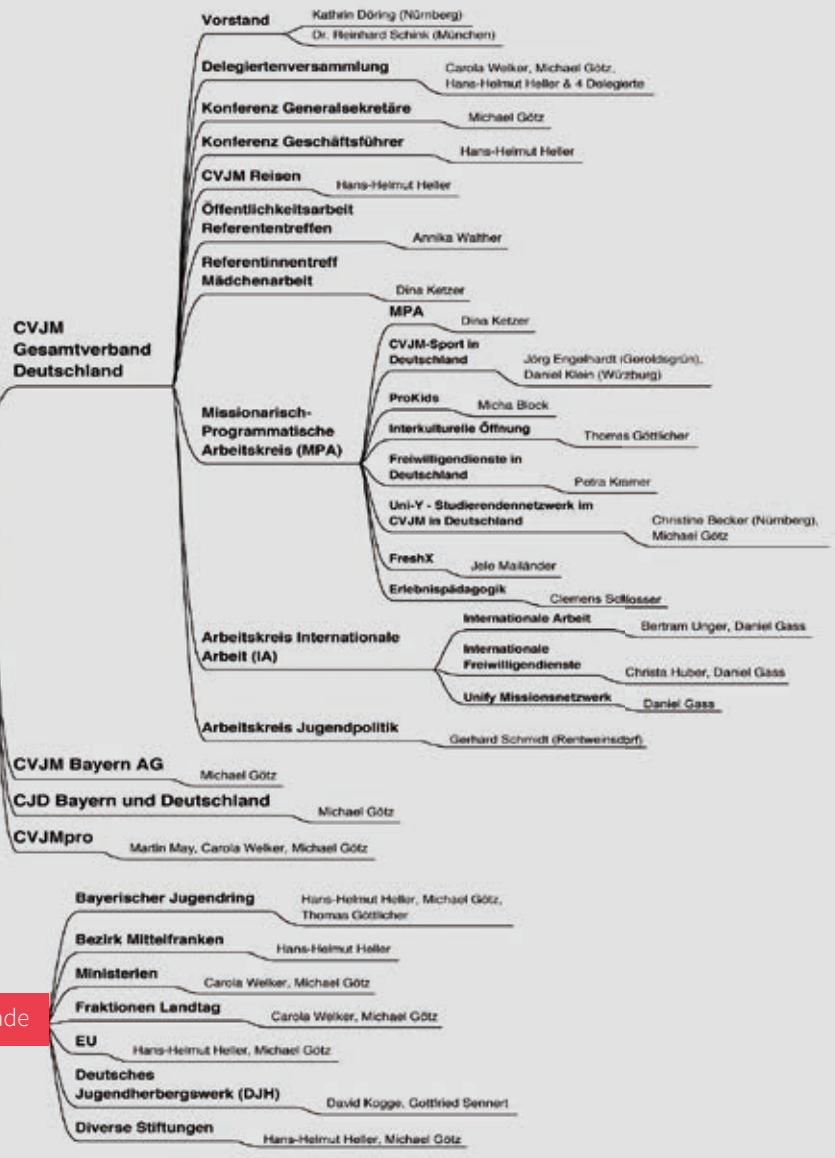 Vorstand
Kathrin Döring (Nürnberg)
Dr. Reinhard Schink (München)
Delegiertenversammlung
Carola Welker, Michael Götz,
Hans-Helmut Heller & 4 Delegierte
Konferenz Generalsekretäre
Michael Götz
Konferenz Geschäftsführer
Hans-Helmut Heller
CVJM Reisen
Hans-Helmut Heller
Öffentlichkeitsarbeit
Referententreffen
Annika Walther
Referentinnentreff
Mädchenarbeit
Dina Ketzer
CVJM
Gesamtverband
Deutschland
Missionarisch-
Programmatische
Arbeitskreis (MPA)
MPA
Dina Ketzer
CVJM-Sport in
Deutschland
Jörg Engelhardt (Geroldsgrün),
Daniel Klein (Würzburg)
ProKids
Micha Block
Interkulturelle Öffnung
Thomas Göttlicher
Freiwilligendienste in
Deutschland
Petra
Uni-Y - Studierendennetzwerk im
CVJM in Deutschland
Christine Becker (Nürnberg),
Michael Götz
FreshX
Jele Mailänder
Erlebnispädagogik
Clemens Schlosser
Arbeitskreis Internationale
Arbeit (IA)
Internationale Arbeit
Bertram Unger, Daniel Gass
Internationale
Freiwilligendienste
Christa Huber, Daniel Gass
Unify Missionsnetzwerk
Daniel Gass
Arbeitskreis Jugendpolitik
Gerhard Schmidt (Rentweinsdorf)
CVJM Bayern AG
Michael Götz
CJD Bayern und Deutschland
Michael Götz
CVJMpro
Martin May, Carola Welker, Michael Götz
Bayerischer Jugendring
Hans-Helmut Heller, Michael Götz,
Thomas Göttlicher
Bezirk Mittelfranken
Hans-Helmut Heller
Ministerien
Carola Welker, Michael Götz
Fraktionen Landtag
Carola Welker, Michael Götz
nde
EU
Hans-Helmut Heller, Michael Götz
Deutsches
Jugendherbergswerk (DJH)
David Kogge, Gottfried Sennert
Diverse Stiftungen
Hans-Helmut Heller, Michael Götz